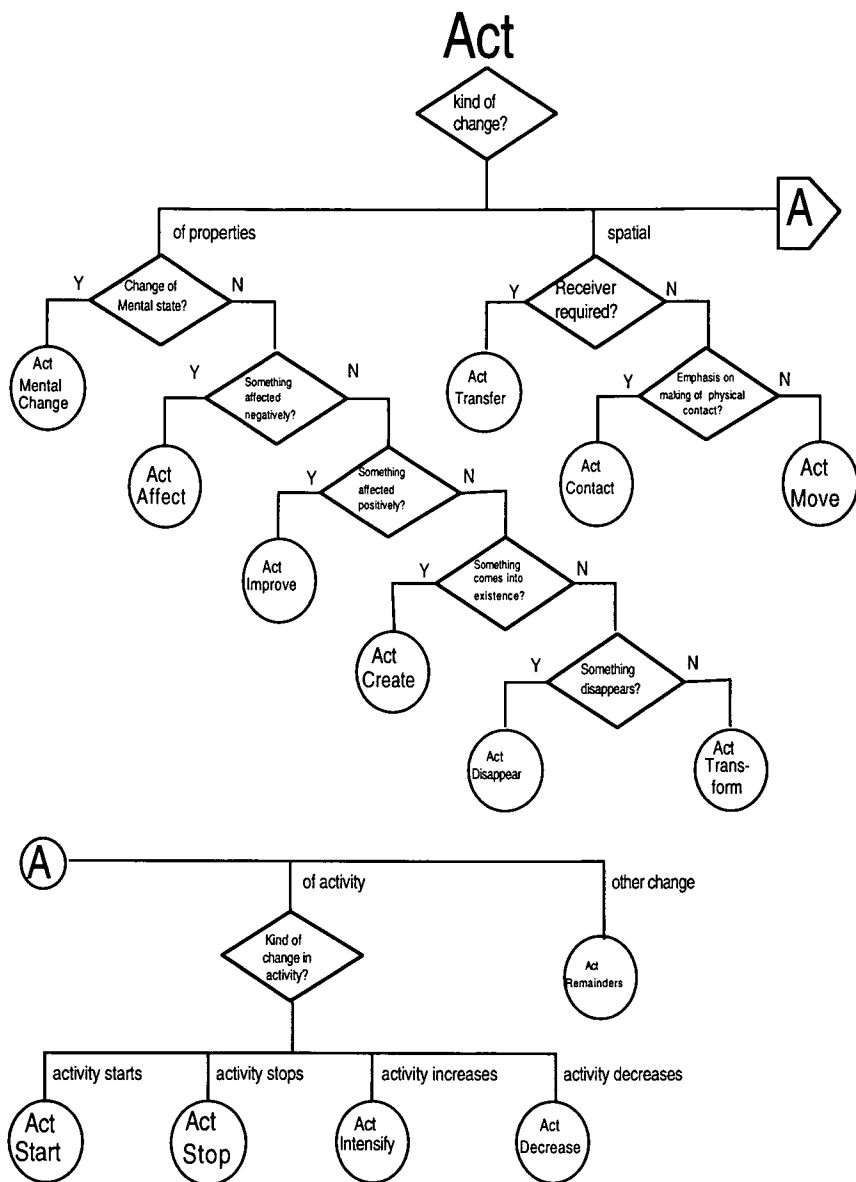 Act
kind of
change?
A
of properties
spatial
Y
Change of
Mental state?
N
Y
Receiver
required?
N
Act
Mental
Change
Y
Something
affected
negatively?
N
Act
Transfer
Y
Emphasis on
making of physical
contact?
N
Act
Affect
Y
Something
affected
positively?
N
Act
Contact
Act
Move
Act
Improve
Y
Something
comes into
existence?
N
Act
Create
Y
Something
disappears?
N
Act
Disappear
Act
Trans-
form
A
of activity
other change
Kind of
change in
activity?
Act
Remainders
activity starts
activity stops
activity increases
activity decreases
Act
Start
Act
Stop
Act
Intensify
Act
Decrease